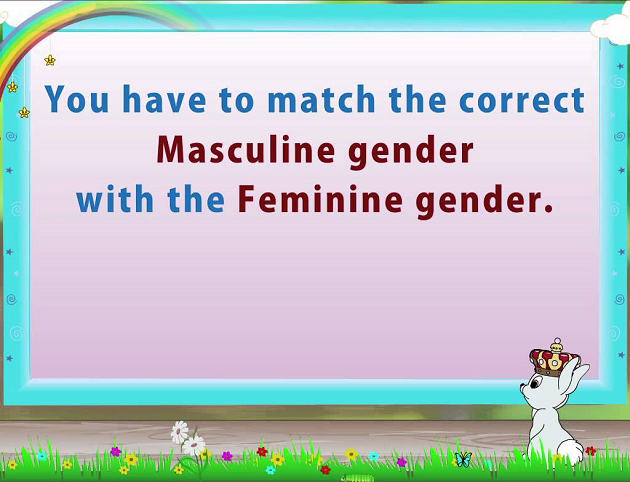 You have to match the correct
Masculine gender
with the Feminine gender.